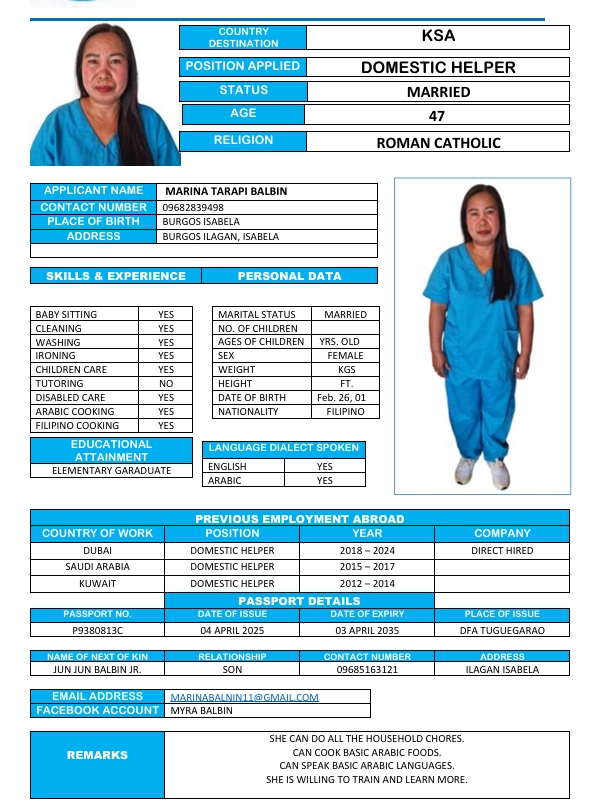 COUNTRY DESTINATION KSA
POSITION APPLIED DOMESTIC HELPER
STATUS MARRIED
AGE 47
RELIGION ROMAN CATHOLIC
APPLICANT NAME MARINA TARAPI BALBIN
CONTACT NUMBER 09682839498
PLACE OF BIRTH BURGOS ISABELA
ADDRESS BURGOS ILAGAN, ISABELA
SKILLS & EXPERIENCE PERSONAL DATA
BABY SITTING YES
CLEANING YES
WASHING YES
IRONING YES
CHILDREN CARE YES
TUTORING NO
DISABLED CARE YES
ARABIC COOKING YES
FILIPINO COOKING YES
MARITAL STATUS MARRIED
NO. OF CHILDREN
AGES OF CHILDREN YRS. OLD
SEX FEMALE
WEIGHT KGS
HEIGHT FT.
DATE OF BIRTH Feb. 26, 01
NATIONALITY FILIPINO
EDUCATIONAL ATTAINMENT
ELEMENTARY GARADUATE
LANGUAGE DIALECT SPOKEN
ENGLISH YES
ARABIC YES
PREVIOUS EMPLOYMENT ABROAD
COUNTRY OF WORK POSITION YEAR COMPANY
DUBAI DOMESTIC HELPER 2018 – 2024 DIRECT HIRED
SAUDI ARABIA DOMESTIC HELPER 2015 – 2017
KUWAIT DOMESTIC HELPER 2012 – 2014
PASSPORT DETAILS
PASSPORT NO. DATE OF ISSUE DATE OF EXPIRY PLACE OF ISSUE
P9380813C 04 APRIL 2025 03 APRIL 2035 DFA TUGUEGARAO
NAME OF NEXT OF KIN RELATIONSHIP CONTACT NUMBER ADDRESS
JUN JUN BALBIN JR. SON 09685163121 ILAGAN ISABELA
EMAIL ADDRESS MARINABALNIN11@GMAIL.COM
FACEBOOK ACCOUNT MYRA BALBIN
REMARKS
SHE CAN DO ALL THE HOUSEHOLD CHORES.
CAN COOK BASIC ARABIC FOODS.
CAN SPEAK BASIC ARABIC LANGUAGES.
SHE IS WILLING TO TRAIN AND LEARN MORE.